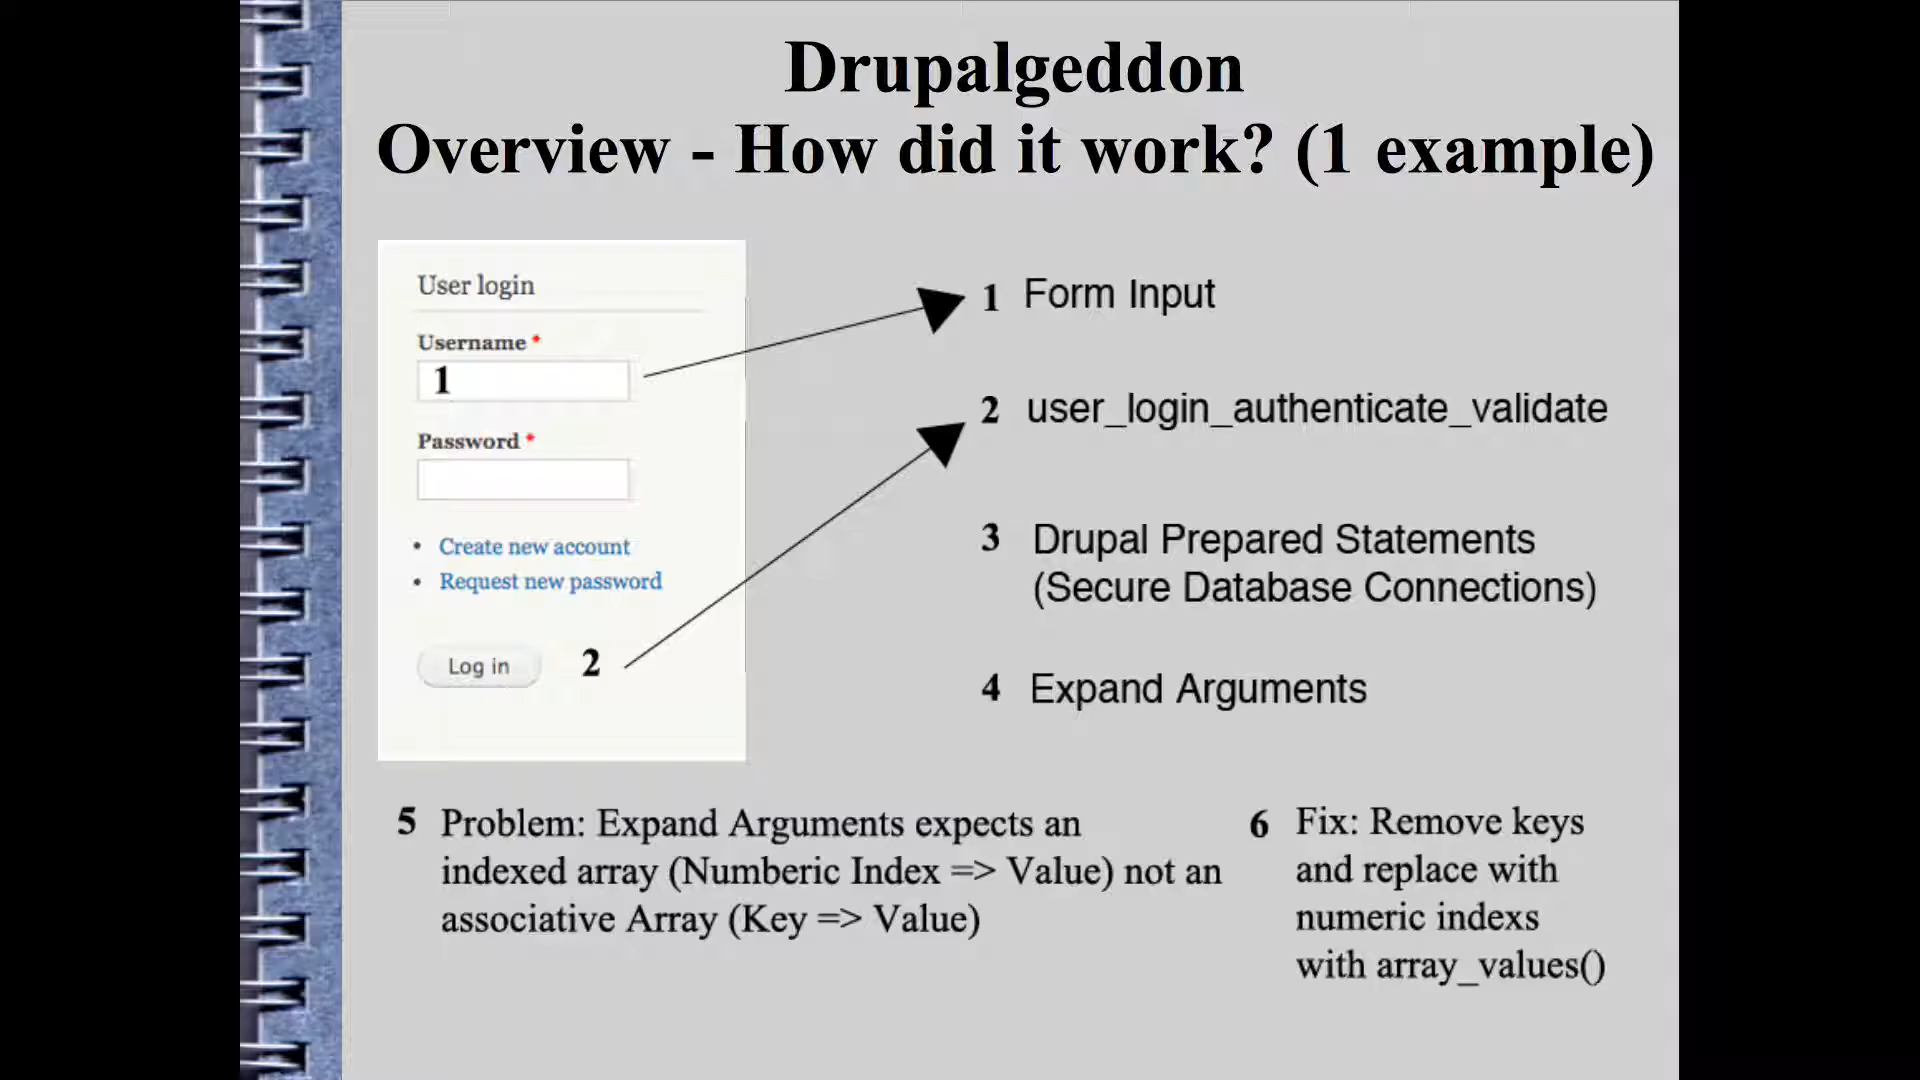 Drupalgeddon
Overview - How did it work? (1 example)
User login
Username *
1
Password *
• Create new account
• Request new password
Log in
2
1 Form Input
2 user_login_authenticate_validate
3 Drupal Prepared Statements
(Secure Database Connections)
4 Expand Arguments
5 Problem: Expand Arguments expects an
indexed array (Numberic Index => Value) not an
associative Array (Key => Value)
6 Fix: Remove keys
and replace with
numeric indexs
with array_values()